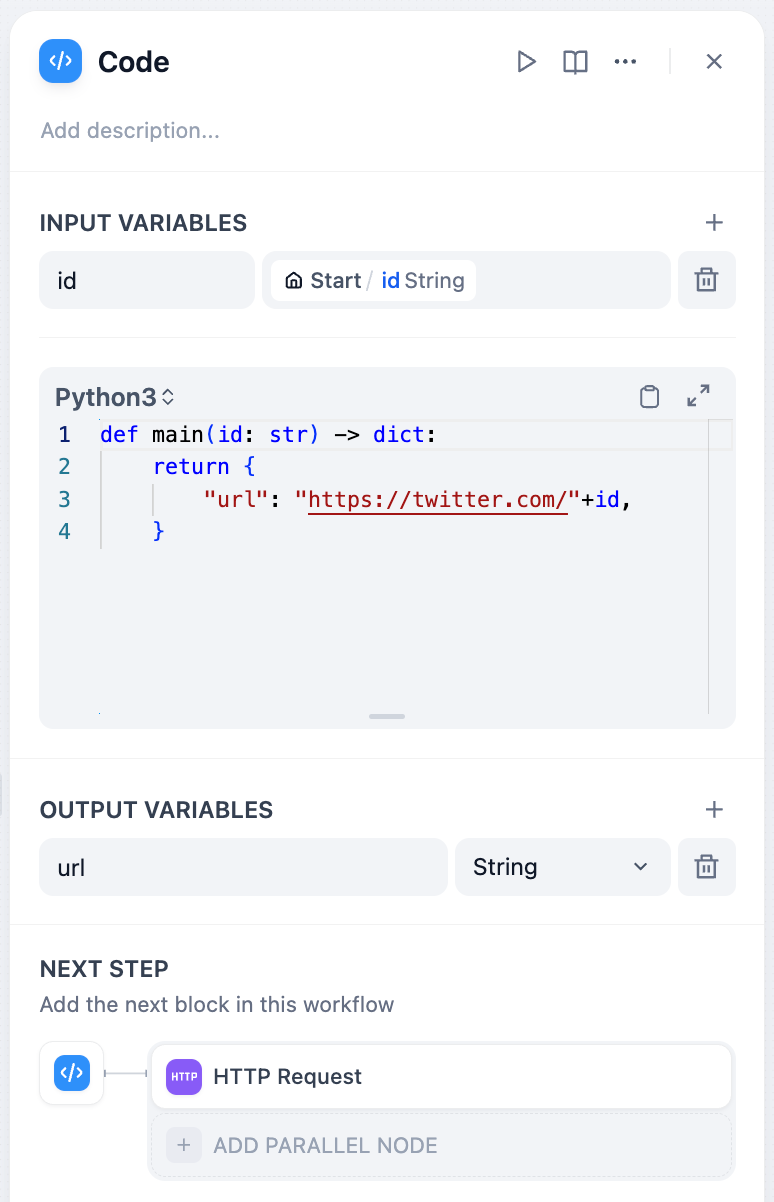 </> Code
Add description...
INPUT VARIABLES
id Start / id String
Python3
1 def main(id: str) -> dict:
2     return {
3         "url": "https://twitter.com/"+id,
4     }
OUTPUT VARIABLES
url String
NEXT STEP
Add the next block in this workflow
</> HTTP HTTP Request
+ ADD PARALLEL NODE